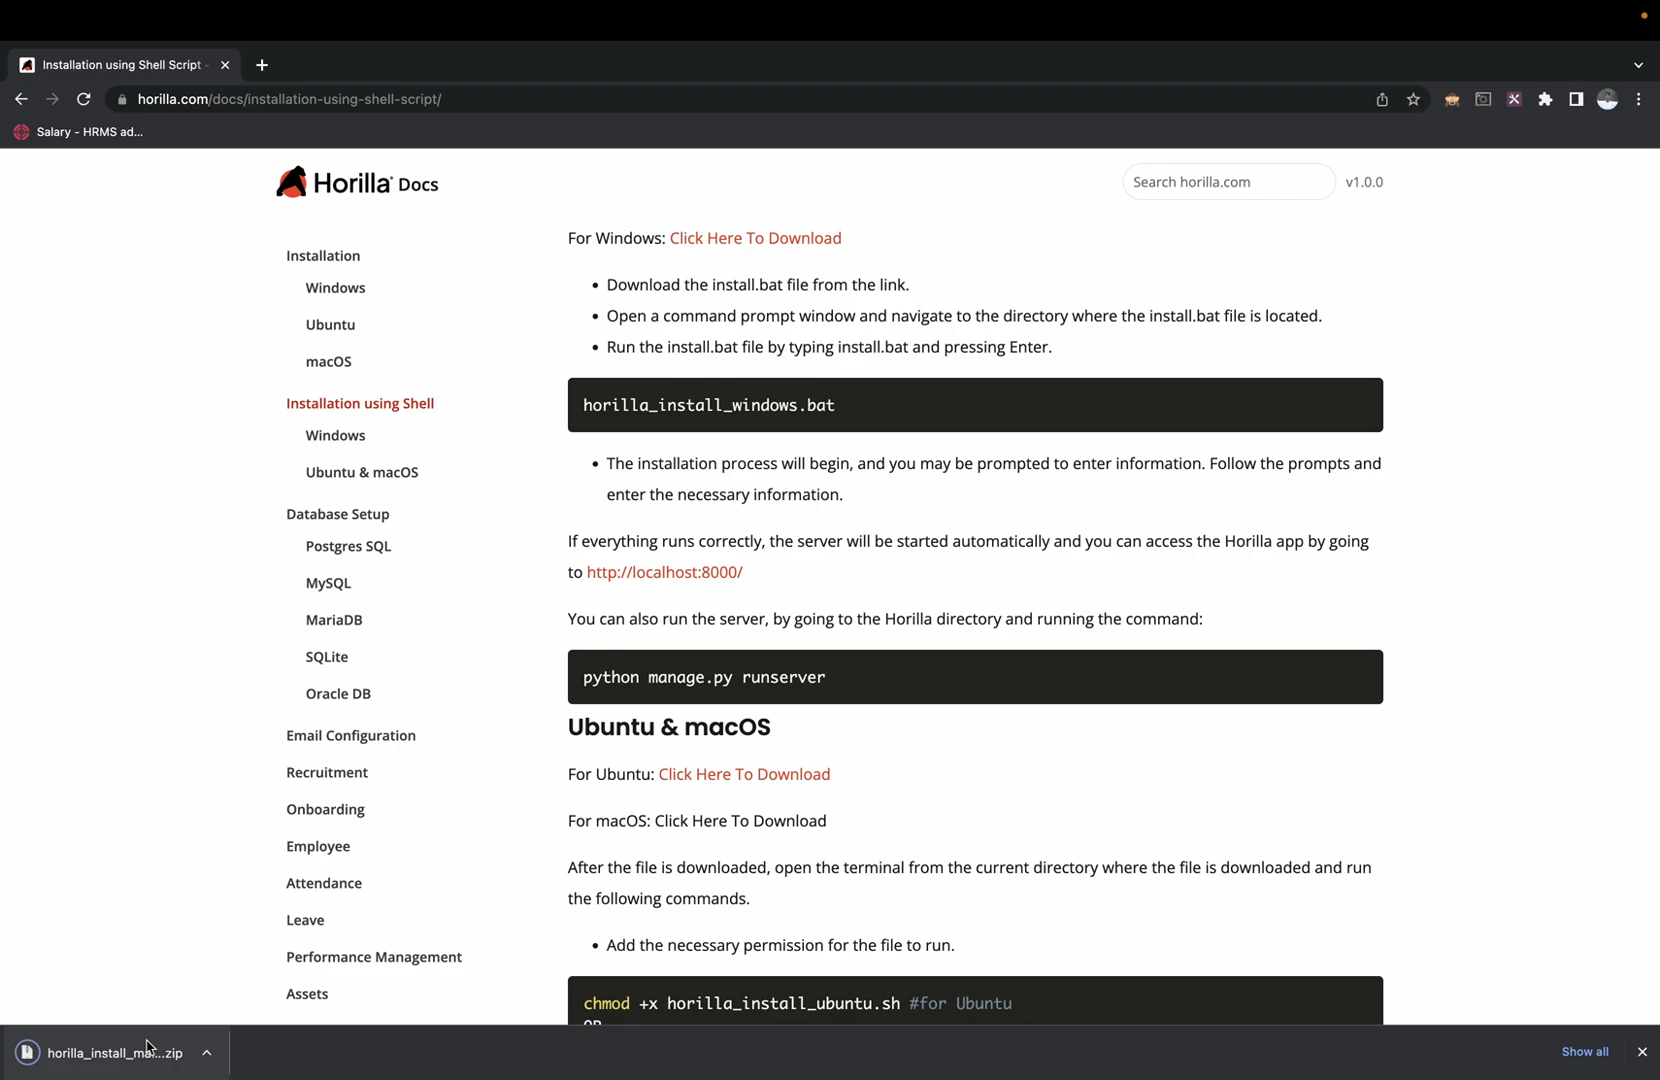 Installation using Shell Script -
horilla.com/docs/installation-using-shell-script/
Salary - HRMS ad...
Horilla Docs
Search horilla.com
v1.0.0
Installation
Windows
Ubuntu
macOS
Installation using Shell
Windows
Ubuntu & macOS
Database Setup
Postgres SQL
MySQL
MariaDB
SQLite
Oracle DB
Email Configuration
Recruitment
Onboarding
Employee
Attendance
Leave
Performance Management
Assets
For Windows: Click Here To Download
• Download the install.bat file from the link.
• Open a command prompt window and navigate to the directory where the install.bat file is located.
• Run the install.bat file by typing install.bat and pressing Enter.
horilla_install_windows.bat
• The installation process will begin, and you may be prompted to enter information. Follow the prompts and
enter the necessary information.
If everything runs correctly, the server will be started automatically and you can access the Horilla app by going
to http://localhost:8000/
You can also run the server, by going to the Horilla directory and running the command:
python manage.py runserver
Ubuntu & macOS
For Ubuntu: Click Here To Download
For macOS: Click Here To Download
After the file is downloaded, open the terminal from the current directory where the file is downloaded and run
the following commands.
• Add the necessary permission for the file to run.
chmod +x horilla_install_ubuntu.sh #for Ubuntu
OR
horilla_install_ma...zip
Show all